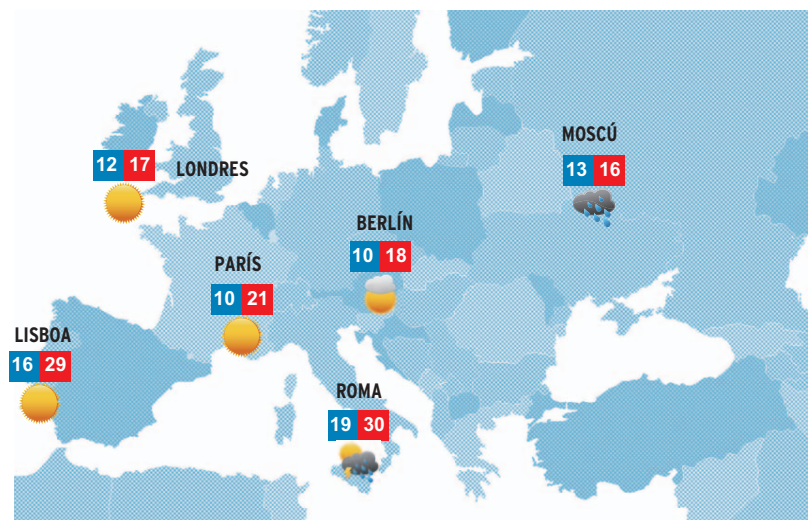 MOSCÚ
13 16
12 17
LONDRES
BERLÍN
10 18
PARÍS
10 21
LISBOA
16 29
ROMA
19 30